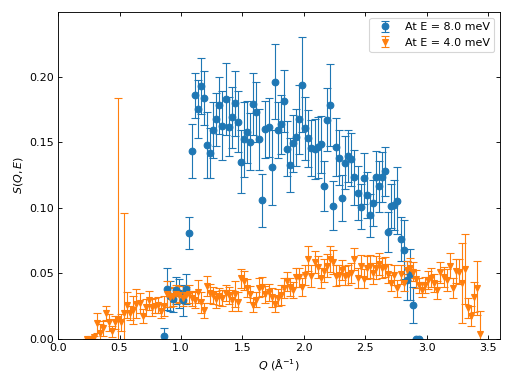 At E = 8.0 meV
At E = 4.0 meV
S(Q, E)
0.20
0.15
0.10
0.05
0.00
0.0 0.5 1.0 1.5 2.0 2.5 3.0 3.5
Q (Å⁻¹)